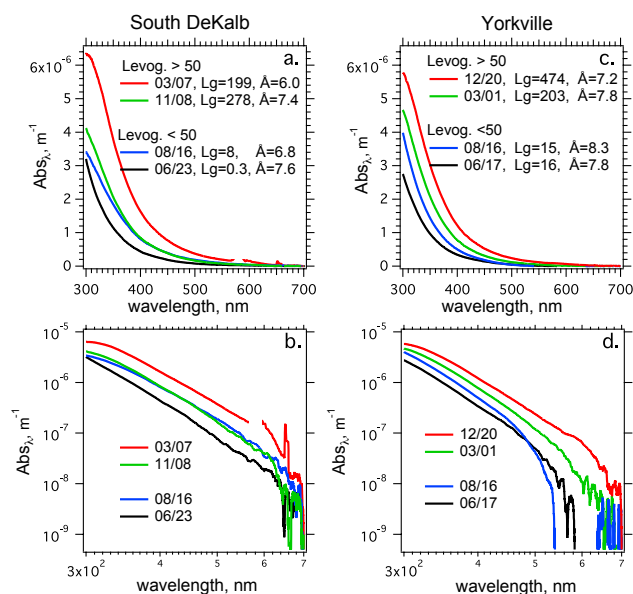 South DeKalb
Yorkville
a.
6x10⁻⁶
5
4
3
2
1
0
Absλ, m⁻¹
Levog. > 50
03/07, Lg=199, Å=6.0
11/08, Lg=278, Å=7.4
Levog. < 50
08/16, Lg=8, Å=6.8
06/23, Lg=0.3, Å=7.6
300 400 500 600 700
wavelength, nm
c.
6x10⁻⁶
5
4
3
2
1
0
Absλ, m⁻¹
Levog. > 50
12/20, Lg=474, Å=7.2
03/01, Lg=203, Å=7.8
Levog. <50
08/16, Lg=15, Å=8.3
06/17, Lg=16, Å=7.8
300 400 500 600 700
wavelength, nm
b.
10⁻⁵
10⁻⁶
10⁻⁷
10⁻⁸
10⁻⁹
Absλ, m⁻¹
03/07
11/08
08/16
06/23
3x10² 4 5 6 7
wavelength, nm
d.
10⁻⁵
10⁻⁶
10⁻⁷
10⁻⁸
10⁻⁹
Absλ, m⁻¹
12/20
03/01
08/16
06/17
3x10² 4 5 6 7
wavelength, nm